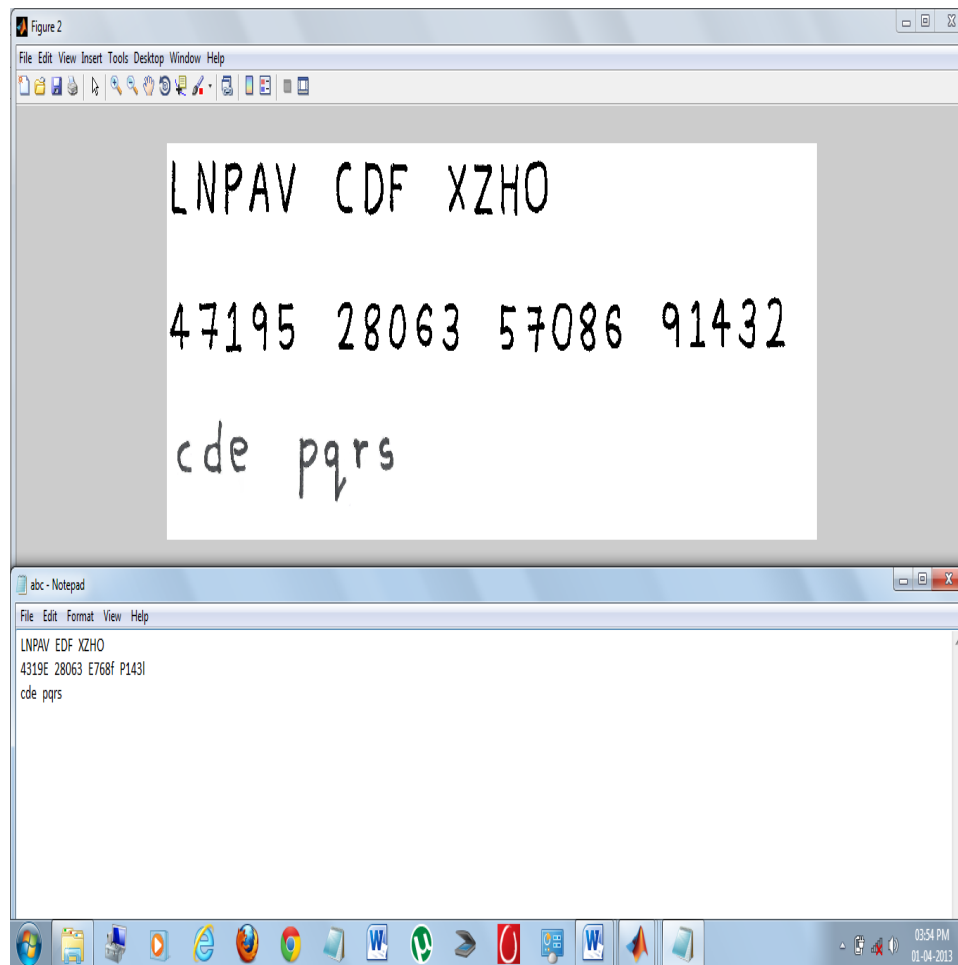 Figure 2
File Edit View Insert Tools Desktop Window Help
LNPAV CDF XZHO
47195 28063 57086 91432
cde pqrs
abc - Notepad
File Edit Format View Help
LNPAV EDF XZHO
4319E 28063 E768f P143l
cde pqrs
03:54 PM
01-04-2013